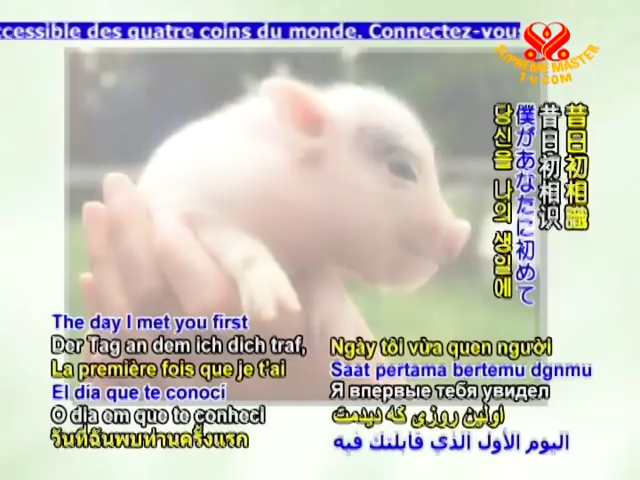 ccessible des quatre coins du monde. Connectez-vous
SUPREME MASTER
TV.COM
昔日初相識
昔日初相识
僕があなたに初めて
당신을 나의 생일에
The day I met you first
Der Tag an dem ich dich traf,
La première fois que je t'ai
El día que te conocí
O dia em que te conheci
วันที่ฉันพบท่านครั้งแรก
Ngày tôi vừa quen người
Saat pertama bertemu dgnmu
Я впервые тебя увидел
اولین روزی که دیدمت
اليوم الأول الذي قابلتك فيه